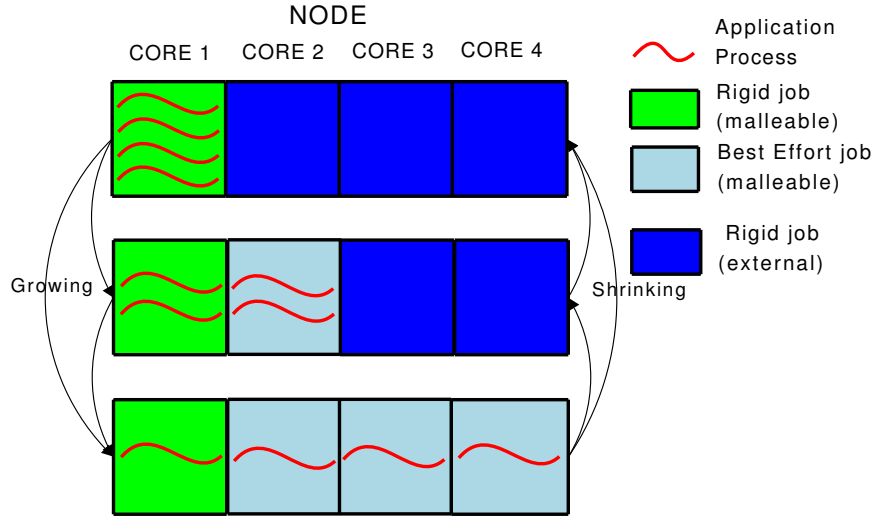 NODE
CORE 1 CORE 2 CORE 3 CORE 4
Application
Process
Rigid job
(malleable)
Best Effort job
(malleable)
Rigid job
(external)
Growing
Shrinking